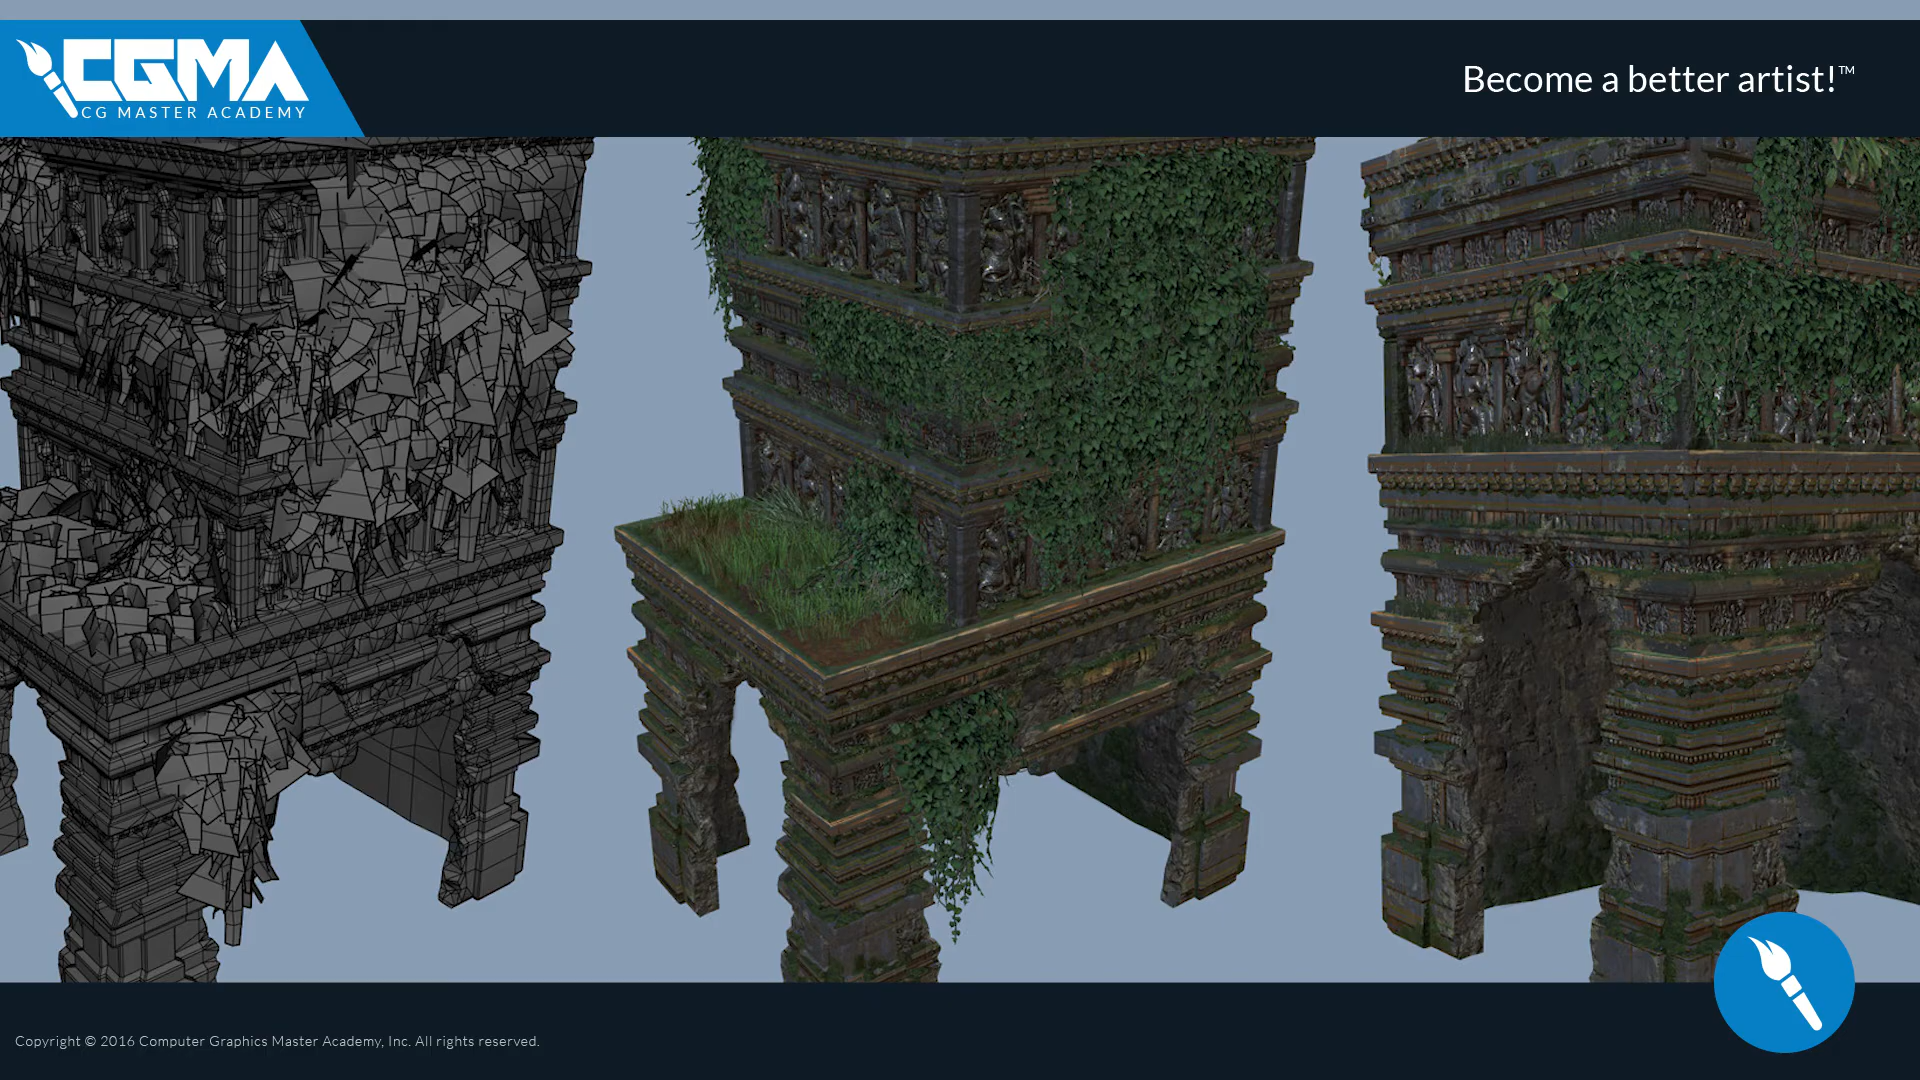 CGMA
CG MASTER ACADEMY
Become a better artist!™
Copyright © 2016 Computer Graphics Master Academy, Inc. All rights reserved.